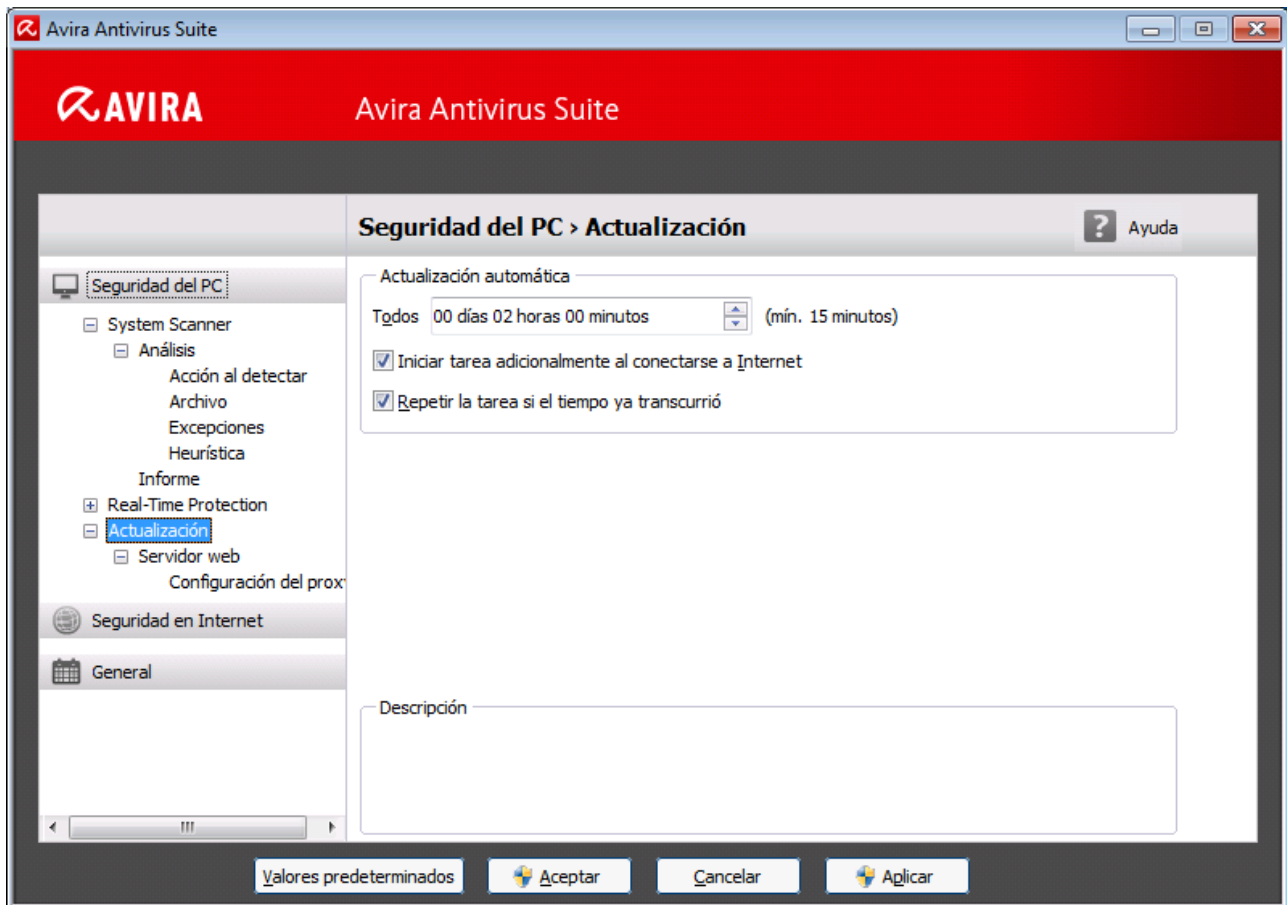 Avira Antivirus Suite
AVIRA
Avira Antivirus Suite
Seguridad del PC › Actualización
? Ayuda
Seguridad del PC
System Scanner
Análisis
Acción al detectar
Archivo
Excepciones
Heurística
Informe
Real-Time Protection
Actualización
Servidor web
Configuración del prox
Seguridad en Internet
General
Actualización automática
Todos 00 días 02 horas 00 minutos (mín. 15 minutos)
Iniciar tarea adicionalmente al conectarse a Internet
Repetir la tarea si el tiempo ya transcurrió
Descripción
Valores predeterminados
Aceptar
Cancelar
Aplicar